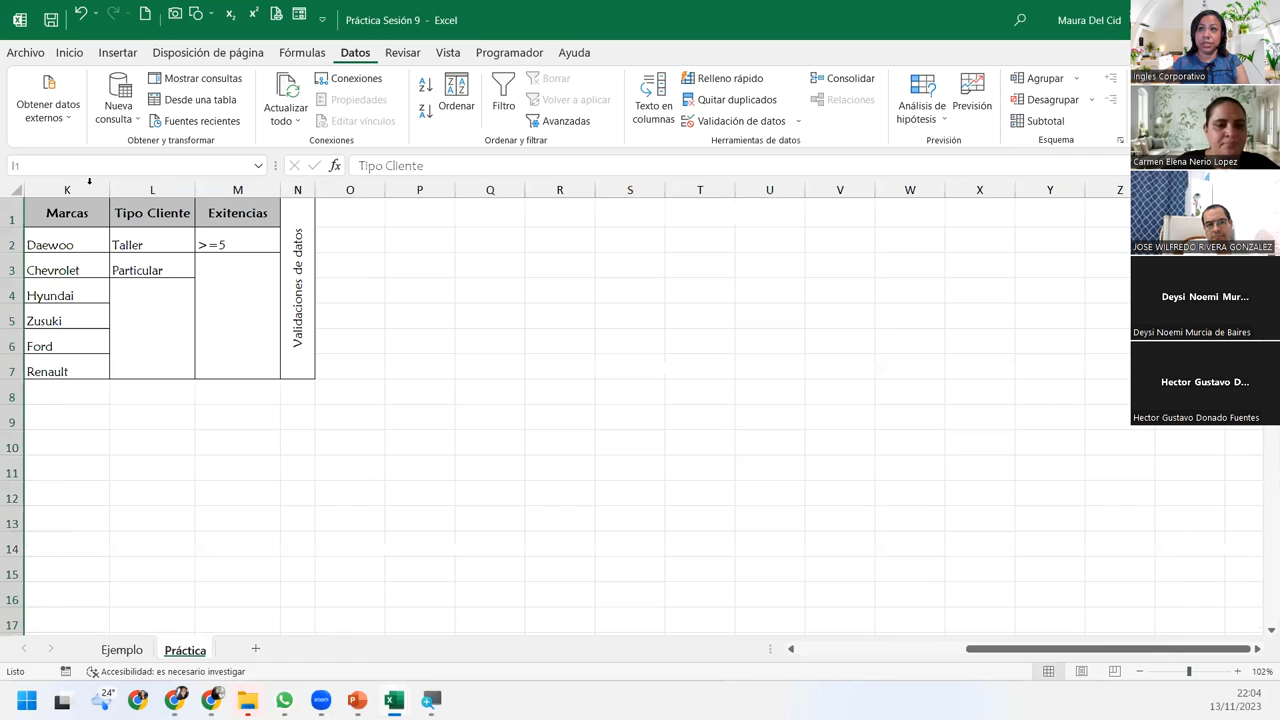 Práctica Sesión 9 - Excel
Maura Del Cid
Archivo Inicio Insertar Disposición de página Fórmulas Datos Revisar Vista Programador Ayuda
Obtener datos externos
Nueva consulta
Mostrar consultas
Desde una tabla
Fuentes recientes
Obtener y transformar
Actualizar todo
Conexiones
Propiedades
Editar vínculos
Conexiones
Ordenar
Filtro
Borrar
Volver a aplicar
Avanzadas
Ordenar y filtrar
Texto en columnas
Relleno rápido
Quitar duplicados
Validación de datos
Consolidar
Relaciones
Herramientas de datos
Análisis de hipótesis
Previsión
Previsión
Agrupar
Desagrupar
Subtotal
Esquema
I1
fx
Tipo Cliente
K L M N O P Q R S T U V W X Y Z
1 Marcas Tipo Cliente Exitencias
2 Daewoo Taller >=5
3 Chevrolet Particular
4 Hyundai
5 Zusuki
6 Ford
7 Renault
Validaciones de datos
8
9
10
11
12
13
14
15
16
17
Ejemplo Práctica
Listo
Accesibilidad: es necesario investigar
102%
24°
zoom
22:04
13/11/2023
Ingles Corporativo
Carmen Elena Nerio Lopez
JOSE WILFREDO RIVERA GONZALEZ
Deysi Noemi Mur...
Deysi Noemi Murcia de Baires
Hector Gustavo D...
Hector Gustavo Donado Fuentes